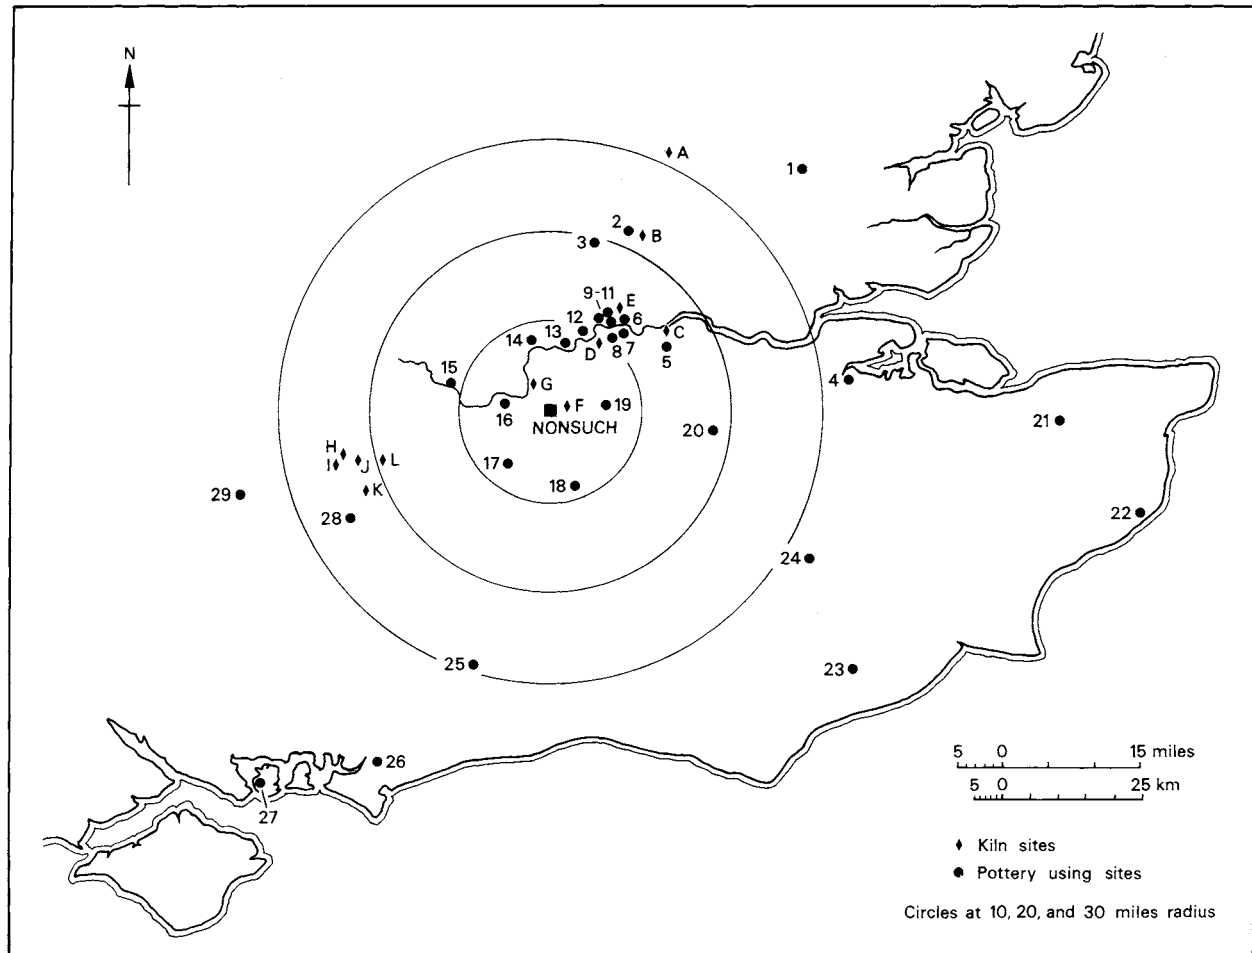 N
A
1
2
B
3
9-11
E
6
12
C
13
14
D
8
7
5
15
4
G
16
F
19
NONSUCH
20
21
H
I
J
L
17
K
18
29
28
22
24
25
23
26
27
5 0 15 miles
5 0 25 km
Kiln sites
Pottery using sites
Circles at 10, 20, and 30 miles radius